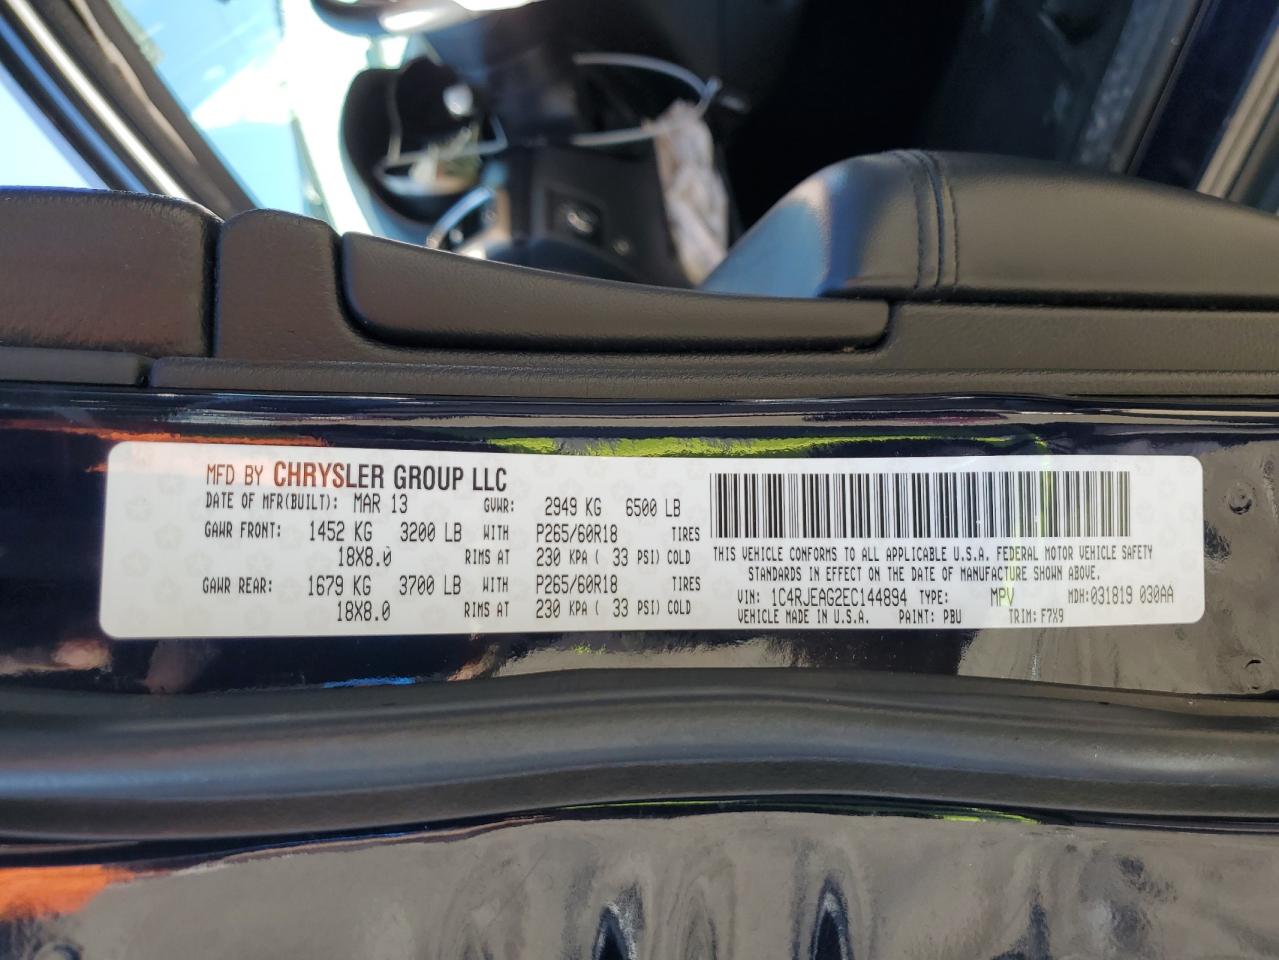 MFD BY CHRYSLER GROUP LLC
DATE OF MFR(BUILT): MAR 13 GVWR: 2949 KG 6500 LB
GAWR FRONT: 1452 KG 3200 LB WITH P265/60R18 TIRES
18X8.0 RIMS AT 230 KPA ( 33 PSI) COLD
GAWR REAR: 1679 KG 3700 LB WITH P265/60R18 TIRES
18X8.0 RIMS AT 230 KPA ( 33 PSI) COLD
THIS VEHICLE CONFORMS TO ALL APPLICABLE U.S.A. FEDERAL MOTOR VEHICLE SAFETY
STANDARDS IN EFFECT ON THE DATE OF MANUFACTURE SHOWN ABOVE.
VIN: 1C4RJEAG2EC144894 TYPE: MPV MDH:031819 030AA
VEHICLE MADE IN U.S.A. PAINT: PBU TRIM: F7X9